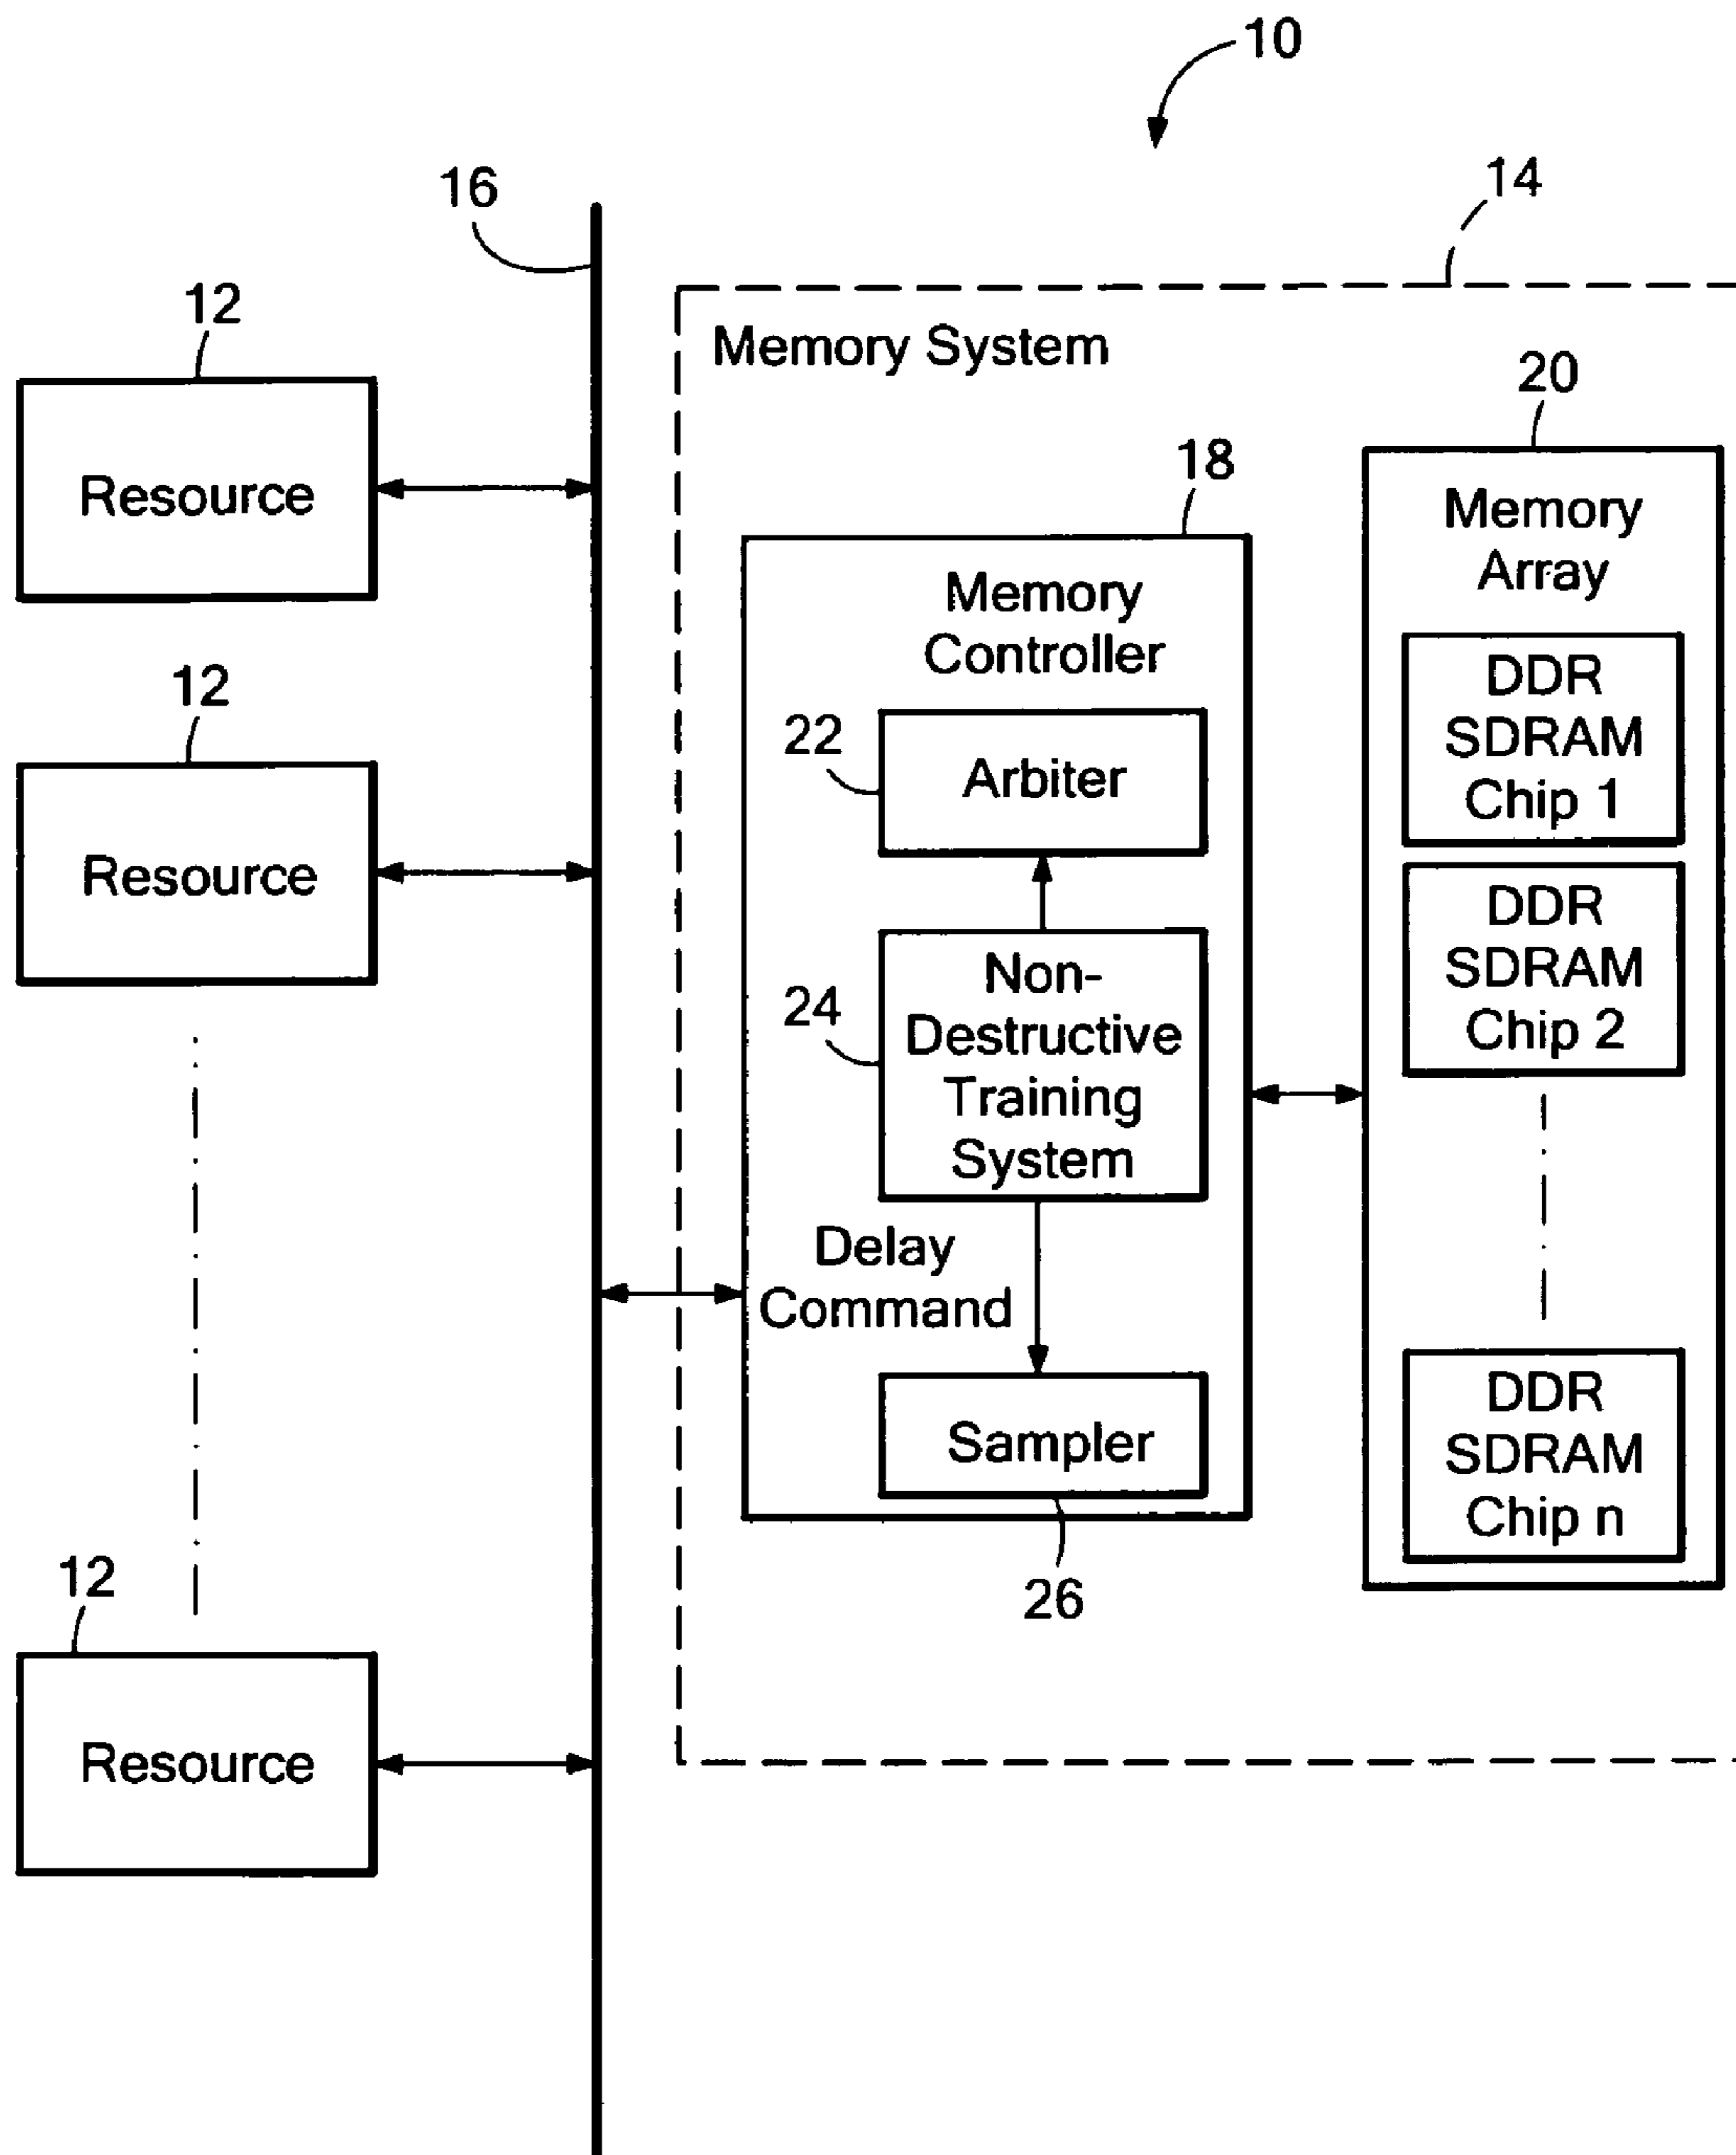 10
16
14
12
Memory System
20
Resource
18
Memory
Array
Memory
Controller
DDR
SDRAM
Chip 1
12
22
Arbiter
Resource
DDR
SDRAM
Chip 2
24
Non-
Destructive
Training
System
Delay
Command
Sampler
DDR
SDRAM
Chip n
12
26
Resource